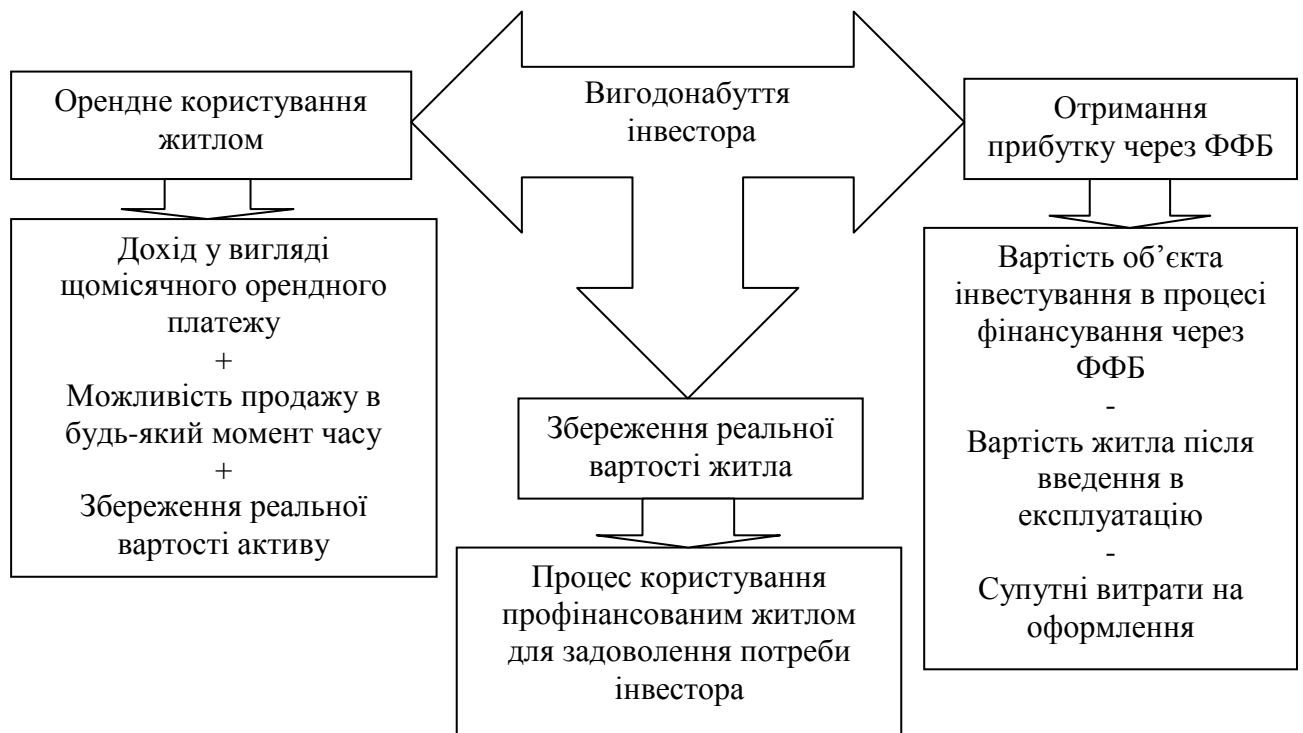 Вигодонабуття
інвестора
Орендне користування
житлом
Дохід у вигляді
щомісячного орендного
платежу
+
Можливість продажу в
будь-який момент часу
+
Збереження реальної
вартості активу
Збереження реальної
вартості житла
Процес користування
профінансованим житлом
для задоволення потреби
інвестора
Отримання
прибутку через ФФБ
Вартість об’єкта
інвестування в процесі
фінансування через
ФФБ
-
Вартість житла після
введення в
експлуатацію
-
Супутні витрати на
оформлення